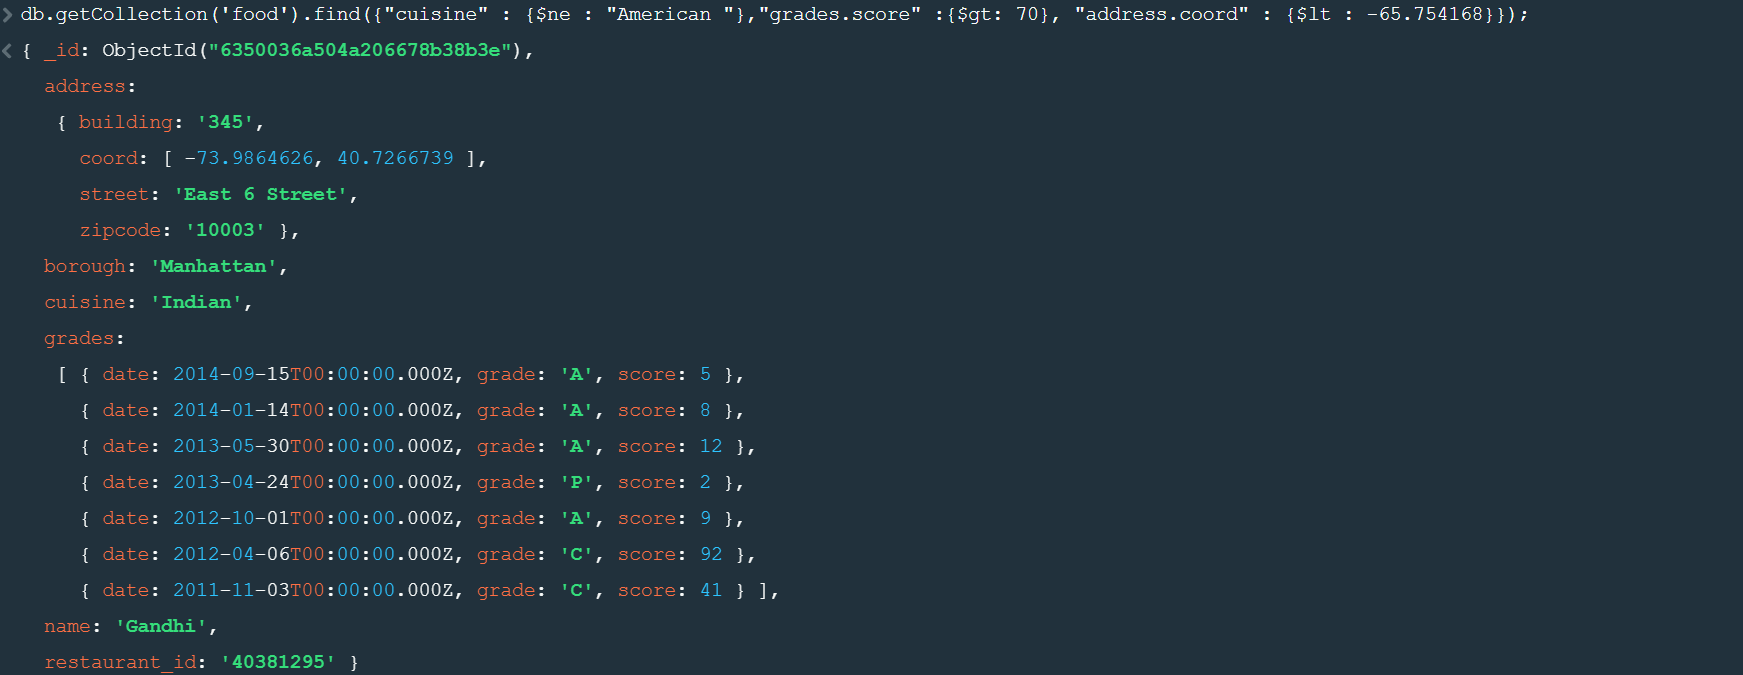 > db.getCollection('food').find({"cuisine" : {$ne : "American "},"grades.score" :{$gt: 70}, "address.coord" : {$lt : -65.754168}});
< { _id: ObjectId("6350036a504a206678b38b3e"),
address:
{ building: '345',
coord: [ -73.9864626, 40.7266739 ],
street: 'East 6 Street',
zipcode: '10003' },
borough: 'Manhattan',
cuisine: 'Indian',
grades:
[ { date: 2014-09-15T00:00:00.000Z, grade: 'A', score: 5 },
{ date: 2014-01-14T00:00:00.000Z, grade: 'A', score: 8 },
{ date: 2013-05-30T00:00:00.000Z, grade: 'A', score: 12 },
{ date: 2013-04-24T00:00:00.000Z, grade: 'P', score: 2 },
{ date: 2012-10-01T00:00:00.000Z, grade: 'A', score: 9 },
{ date: 2012-04-06T00:00:00.000Z, grade: 'C', score: 92 },
{ date: 2011-11-03T00:00:00.000Z, grade: 'C', score: 41 } ],
name: 'Gandhi',
restaurant_id: '40381295' }